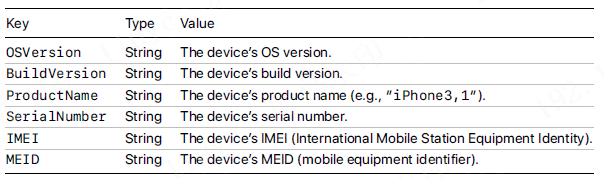 Key Type Value
OSVersion String The device's OS version.
BuildVersion String The device's build version.
ProductName String The device's product name (e.g., "iPhone3,1").
SerialNumber String The device's serial number.
IMEI String The device's IMEI (International Mobile Station Equipment Identity).
MEID String The device's MEID (mobile equipment identifier).